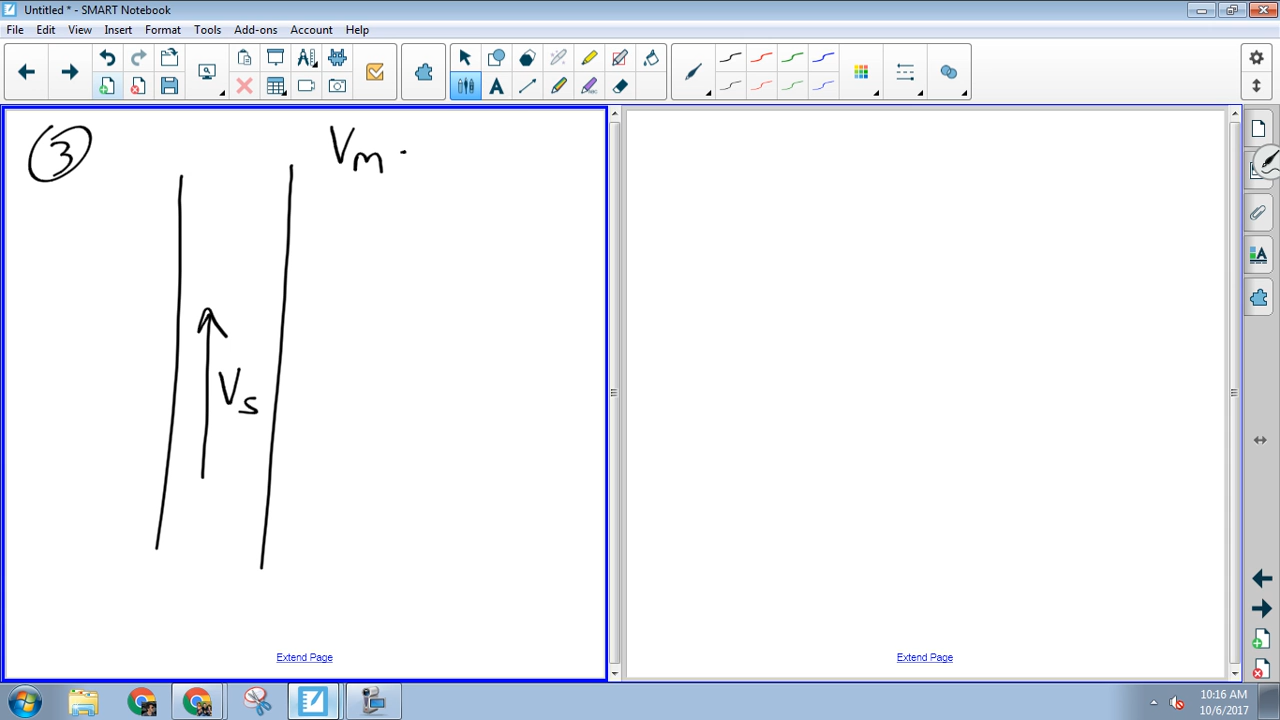 Untitled * - SMART Notebook
File Edit View Insert Format Tools Add-ons Account Help
3
Vm -
Vs
Extend Page
Extend Page
10:16 AM
10/6/2017